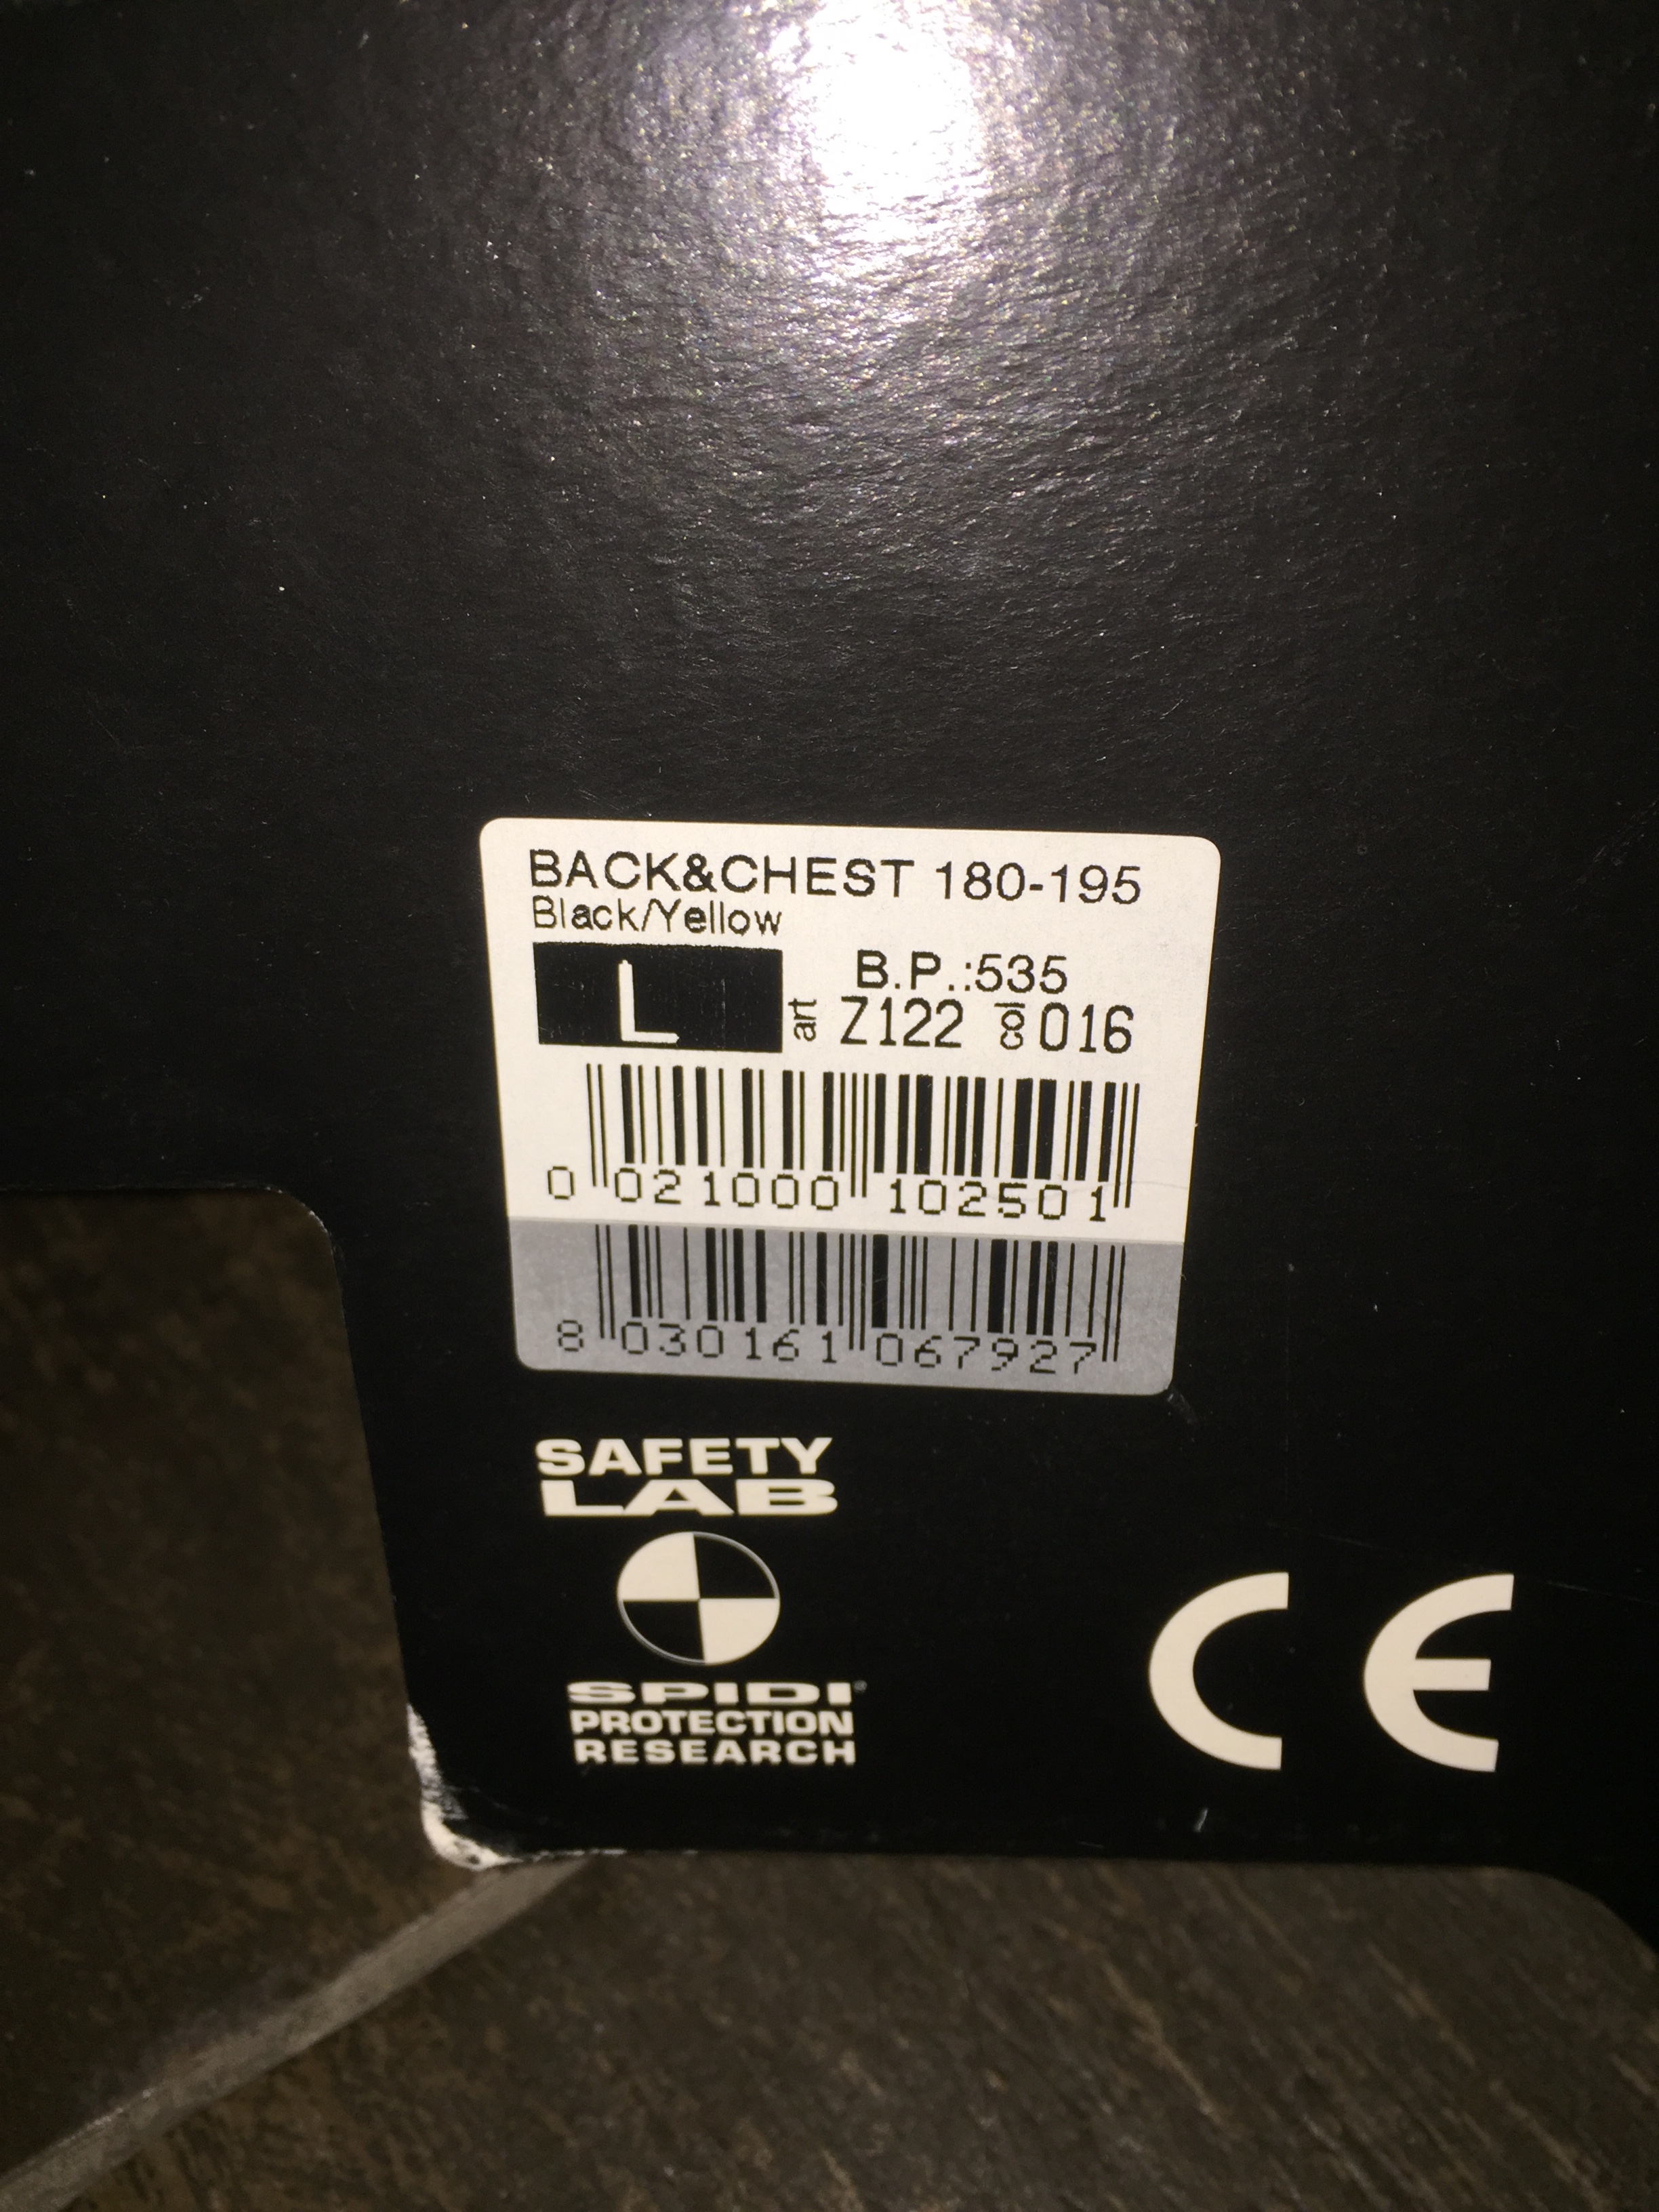 BACK&CHEST 180-195
Black/Yellow
L
B.P.:535
art Z122 col 016
0 021000 102501
8 030161 067927
SAFETY
LAB
SPIDI®
PROTECTION
RESEARCH
CE